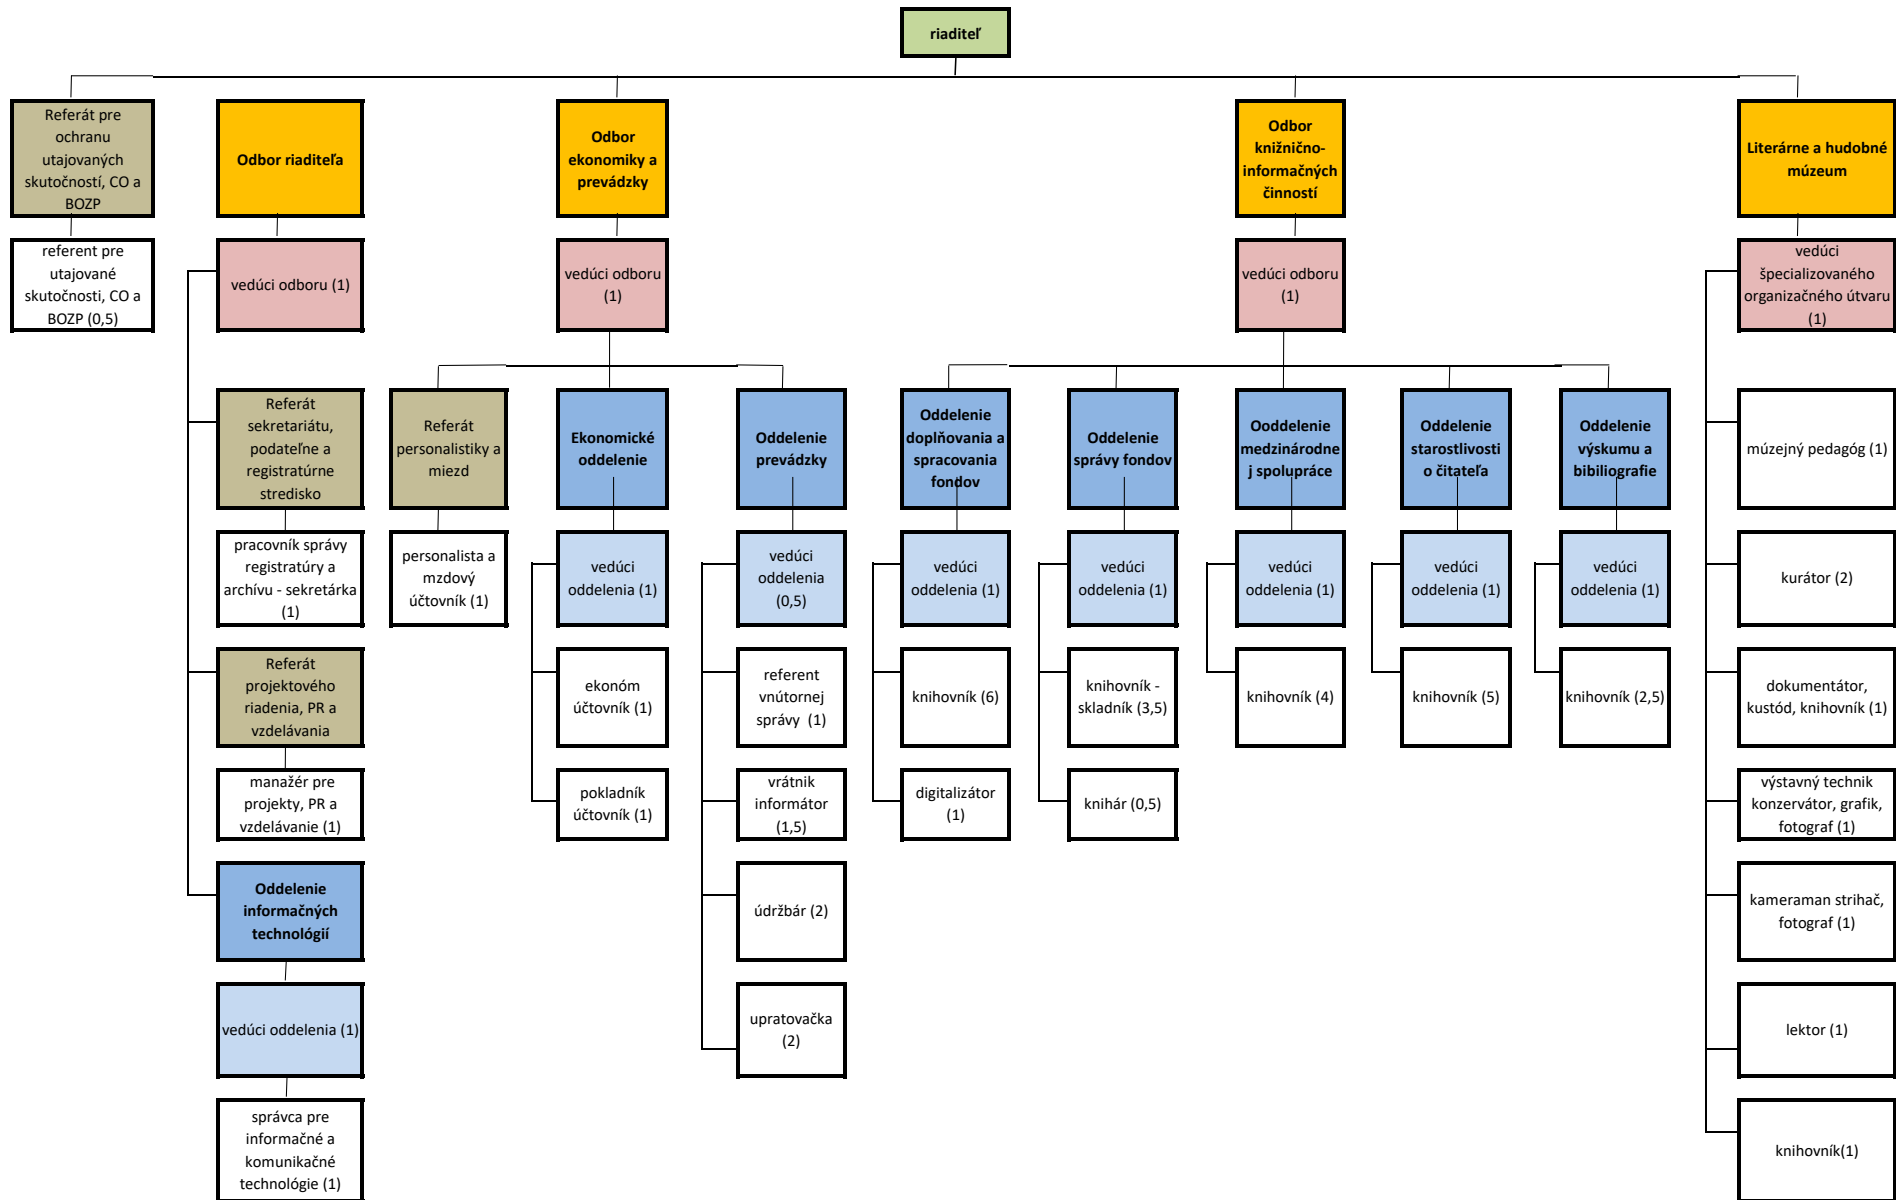 riaditeľ
Referát pre
ochranu
utajovaných
skutočností, CO a
BOZP
Odbor riaditeľa
Odbor
ekonomiky a
prevádzky
Odbor
knižnično-
informačných
činností
Literárne a hudobné
múzeum
referent pre
utajované
skutočnosti, CO a
BOZP (0,5)
vedúci odboru (1)
vedúci odboru
(1)
vedúci odboru
(1)
vedúci
špecializovaného
organizačného útvaru
(1)
Referát
sekretariátu,
podateľne a
registratúrne
stredisko
Referát
personalistiky a
miezd
Ekonomické
oddelenie
Oddelenie
prevádzky
Oddelenie
doplňovania a
spracovania
fondov
Oddelenie
správy fondov
Ooddelenie
medzinárodne
j spolupráce
Oddelenie
starostlivosti
o čitateľa
Oddelenie
výskumu a
bibiliografie
múzejný pedagóg (1)
pracovník správy
registratúry a
archívu - sekretárka
(1)
personalista a
mzdový
účtovník (1)
vedúci
oddelenia (1)
vedúci
oddelenia
(0,5)
vedúci
oddelenia (1)
vedúci
oddelenia (1)
vedúci
oddelenia (1)
vedúci
oddelenia (1)
vedúci
oddelenia (1)
kurátor (2)
Referát
projektového
riadenia, PR a
vzdelávania
ekonóm
účtovník (1)
referent
vnútornej
správy  (1)
knihovník (6)
knihovník -
skladník (3,5)
knihovník (4)
knihovník (5)
knihovník (2,5)
dokumentátor,
kustód, knihovník (1)
manažér pre
projekty, PR a
vzdelávanie (1)
pokladník
účtovník (1)
vrátnik
informátor
(1,5)
digitalizátor
(1)
knihár (0,5)
výstavný technik
konzervátor, grafik,
fotograf (1)
Oddelenie
informačných
technológií
údržbár (2)
kameraman strihač,
fotograf (1)
vedúci oddelenia (1)
upratovačka
(2)
lektor (1)
správca pre
informačné a
komunikačné
technológie (1)
knihovník(1)